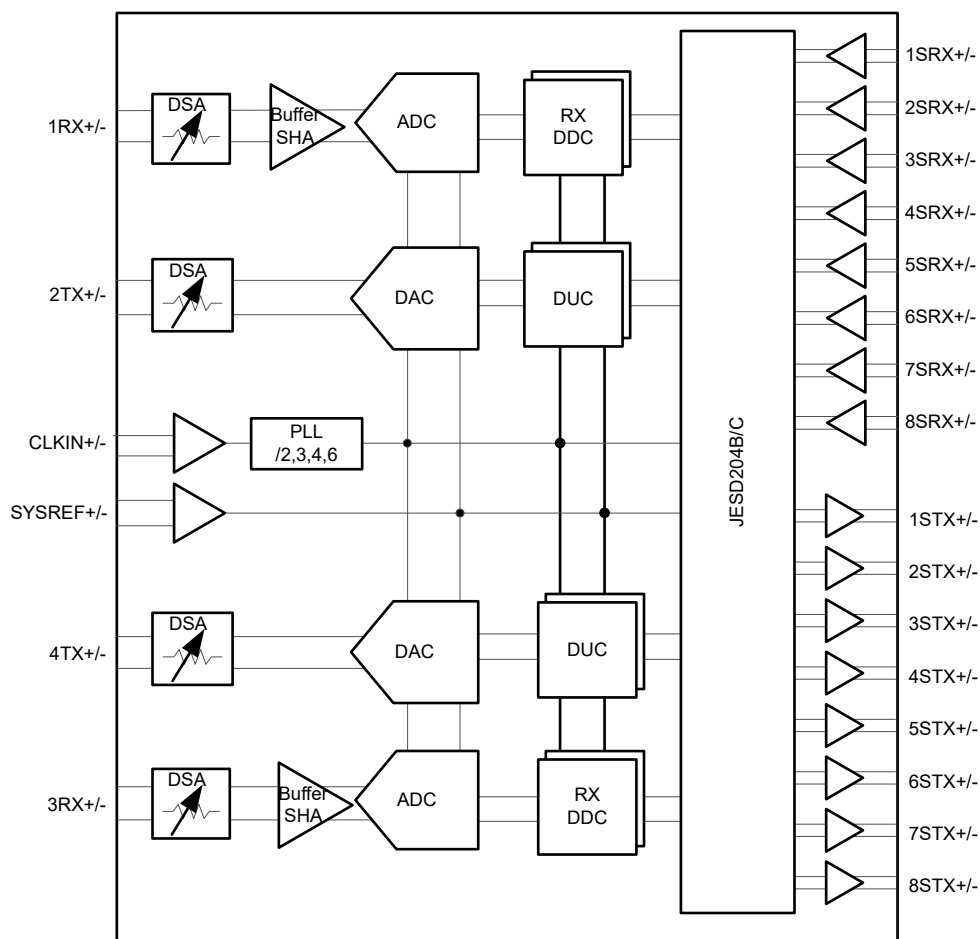 1RX+/-
DSA
Buffer
SHA
ADC
RX
DDC
2TX+/-
DSA
DAC
DUC
CLKIN+/-
PLL
/2,3,4,6
SYSREF+/-
4TX+/-
DSA
DAC
DUC
3RX+/-
DSA
Buffer
SHA
ADC
RX
DDC
JESD204B/C
1SRX+/-
2SRX+/-
3SRX+/-
4SRX+/-
5SRX+/-
6SRX+/-
7SRX+/-
8SRX+/-
1STX+/-
2STX+/-
3STX+/-
4STX+/-
5STX+/-
6STX+/-
7STX+/-
8STX+/-